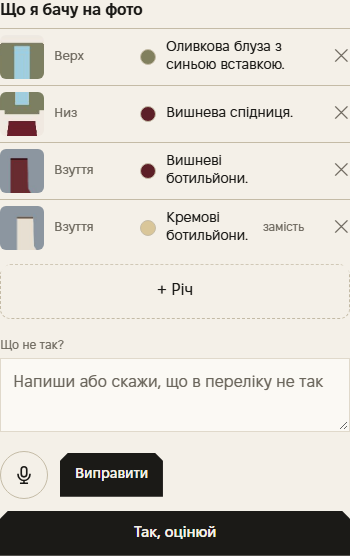 Що я бачу на фото
Верх
Оливкова блуза з
синьою вставкою.
Низ
Вишнева спідниця.
Взуття
Вишневі
ботильйони.
Взуття
Кремові
ботильйони.
замість
+ Річ
Що не так?
Напиши або скажи, що в переліку не так
Виправити
Так, оцінюй